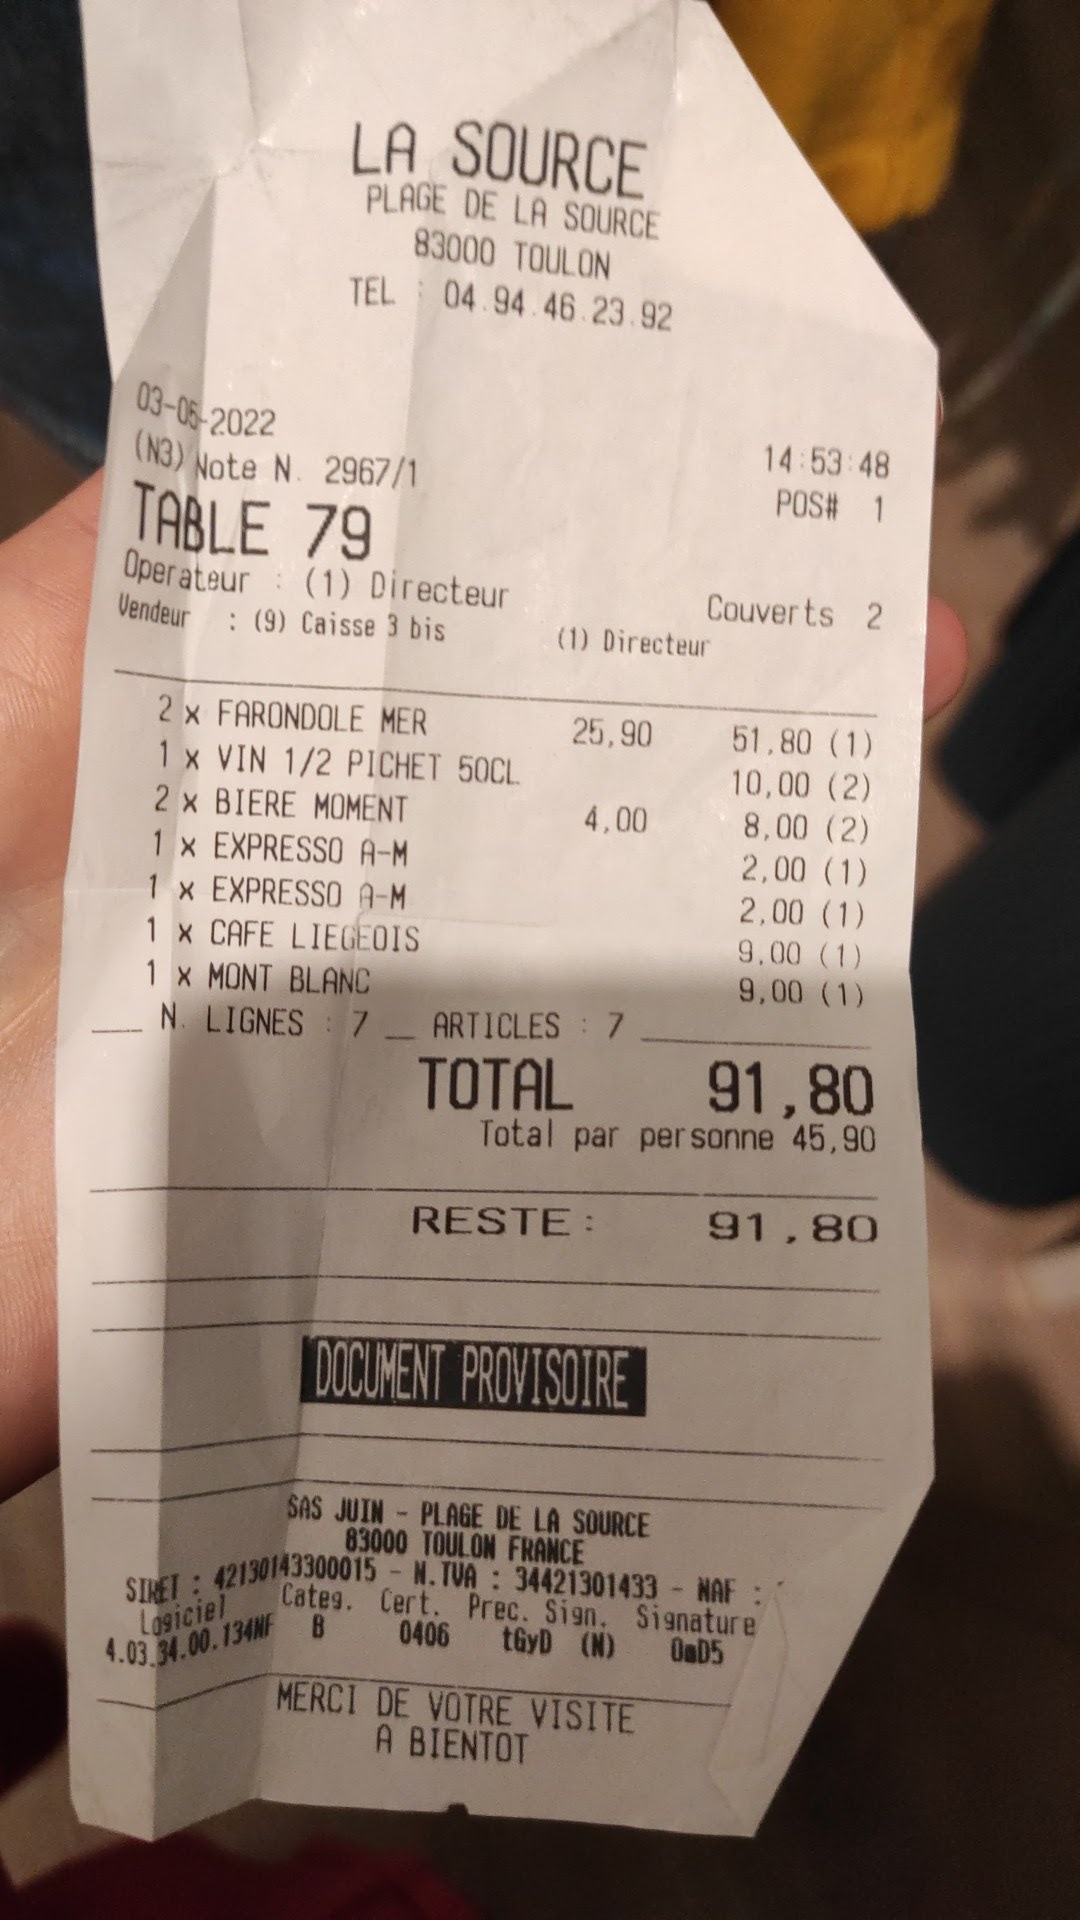 LA SOURCE
PLAGE DE LA SOURCE
83000 TOULON
TEL : 04.94.46.23.92
03-05-2022 14:53:48
(N3) Note N. 2967/1 POS# 1
TABLE 79
Operateur : (1) Directeur Couverts 2
Vendeur : (9) Caisse 3 bis (1) Directeur
2 x FARONDOLE MER 25,90 51,80 (1)
1 x VIN 1/2 PICHET 50CL 10,00 (2)
2 x BIERE MOMENT 4,00 8,00 (2)
1 x EXPRESSO A-M 2,00 (1)
1 x EXPRESSO A-M 2,00 (1)
1 x CAFE LIEGEOIS 9,00 (1)
1 x MONT BLANC 9,00 (1)
N. LIGNES : 7 ARTICLES : 7
TOTAL 91,80
Total par personne 45,90
RESTE : 91,80
DOCUMENT PROVISOIRE
SAS JUIN - PLAGE DE LA SOURCE
83000 TOULON FRANCE
SIRET : 42130143300015 - N.TVA : 34421301433 - NAF :
Logiciel Categ. Cert. Prec. Sign. Signature
4.03.34.00.134NF B 0406 tGyD (N) OmD5
MERCI DE VOTRE VISITE
A BIENTOT